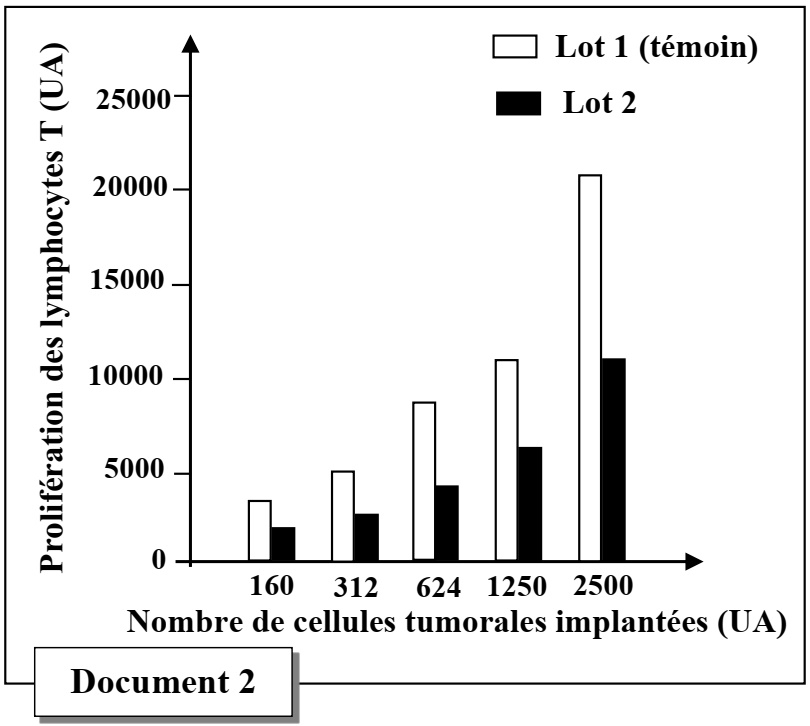 Lot 1 (témoin)
Lot 2
Prolifération des lymphocytes T (UA)
25000
20000
15000
10000
5000
0
160 312 624 1250 2500
Nombre de cellules tumorales implantées (UA)
Document 2